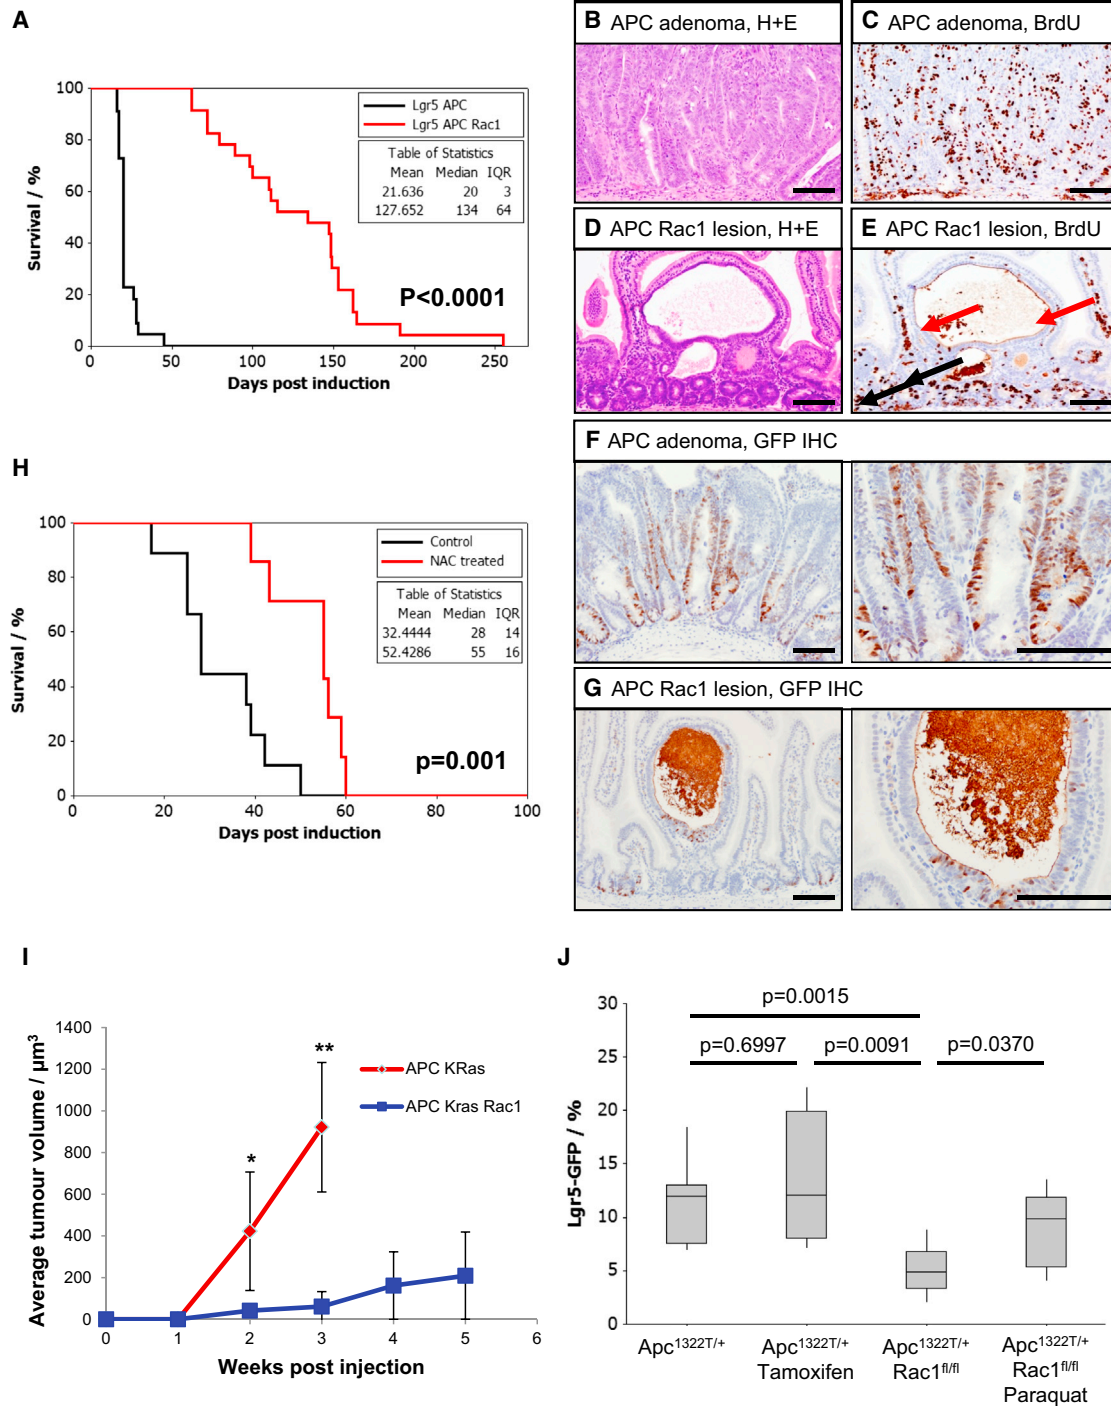 A
Survival / %
100
80
60
40
20
0
0 50 100 150 200 250
Days post induction
Lgr5 APC
Lgr5 APC Rac1
Table of Statistics
Mean Median IQR
21.636 20 3
127.652 134 64
P<0.0001
B APC adenoma, H+E
C APC adenoma, BrdU
D APC Rac1 lesion, H+E
E APC Rac1 lesion, BrdU
F APC adenoma, GFP IHC
G APC Rac1 lesion, GFP IHC
H
Survival / %
100
80
60
40
20
0
0 20 40 60 80 100
Days post induction
Control
NAC treated
Table of Statistics
Mean Median IQR
32.4444 28 14
52.4286 55 16
p=0.001
I
Average tumour volume / µm³
1400
1200
1000
800
600
400
200
0
0 1 2 3 4 5 6
Weeks post injection
*
**
APC KRas
APC Kras Rac1
J
Lgr5-GFP / %
30
25
20
15
10
5
0
p=0.0015
p=0.6997 p=0.0091 p=0.0370
Apc1322T/+
Apc1322T/+
Tamoxifen
Apc1322T/+
Rac1fl/fl
Apc1322T/+
Rac1fl/fl
Paraquat